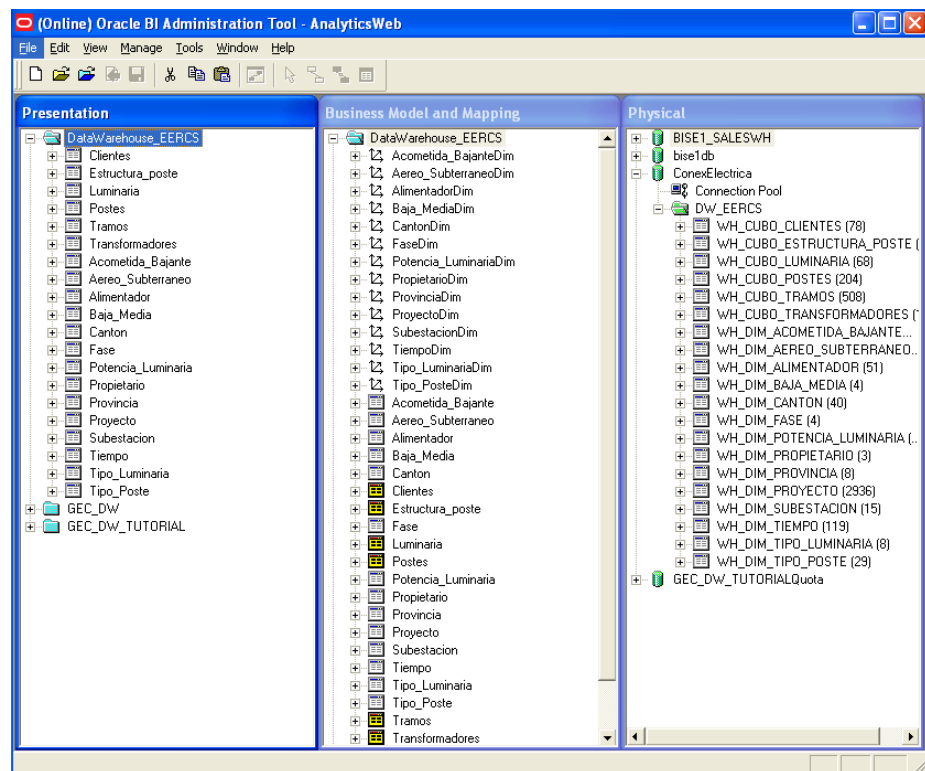 (Online) Oracle BI Administration Tool - AnalyticsWeb
File Edit View Manage Tools Window Help
Presentation
DataWarehouse_EERCS
Clientes
Estructura_poste
Luminaria
Postes
Tramos
Transformadores
Acometida_Bajante
Aereo_Subterraneo
Alimentador
Baja_Media
Canton
Fase
Potencia_Luminaria
Propietario
Provincia
Proyecto
Subestacion
Tiempo
Tipo_Luminaria
Tipo_Poste
GEC_DW
GEC_DW_TUTORIAL
Business Model and Mapping
DataWarehouse_EERCS
Acometida_BajanteDim
Aereo_SubterraneoDim
AlimentadorDim
Baja_MediaDim
CantonDim
FaseDim
Potencia_LuminariaDim
PropietarioDim
ProvinciaDim
ProyectoDim
SubestacionDim
TiempoDim
Tipo_LuminariaDim
Tipo_PosteDim
Acometida_Bajante
Aereo_Subterraneo
Alimentador
Baja_Media
Canton
Clientes
Estructura_poste
Fase
Luminaria
Postes
Potencia_Luminaria
Propietario
Provincia
Proyecto
Subestacion
Tiempo
Tipo_Luminaria
Tipo_Poste
Tramos
Transformadores
Physical
BISE1_SALESWH
bise1db
ConexElectrica
Connection Pool
DW_EERCS
WH_CUBO_CLIENTES (78)
WH_CUBO_ESTRUCTURA_POSTE (
WH_CUBO_LUMINARIA (68)
WH_CUBO_POSTES (204)
WH_CUBO_TRAMOS (508)
WH_CUBO_TRANSFORMADORES (
WH_DIM_ACOMETIDA_BAJANTE...
WH_DIM_AEREO_SUBTERRANEO..
WH_DIM_ALIMENTADOR (51)
WH_DIM_BAJA_MEDIA (4)
WH_DIM_CANTON (40)
WH_DIM_FASE (4)
WH_DIM_POTENCIA_LUMINARIA (..
WH_DIM_PROPIETARIO (3)
WH_DIM_PROVINCIA (8)
WH_DIM_PROYECTO (2936)
WH_DIM_SUBESTACION (15)
WH_DIM_TIEMPO (119)
WH_DIM_TIPO_LUMINARIA (8)
WH_DIM_TIPO_POSTE (29)
GEC_DW_TUTORIALQuota